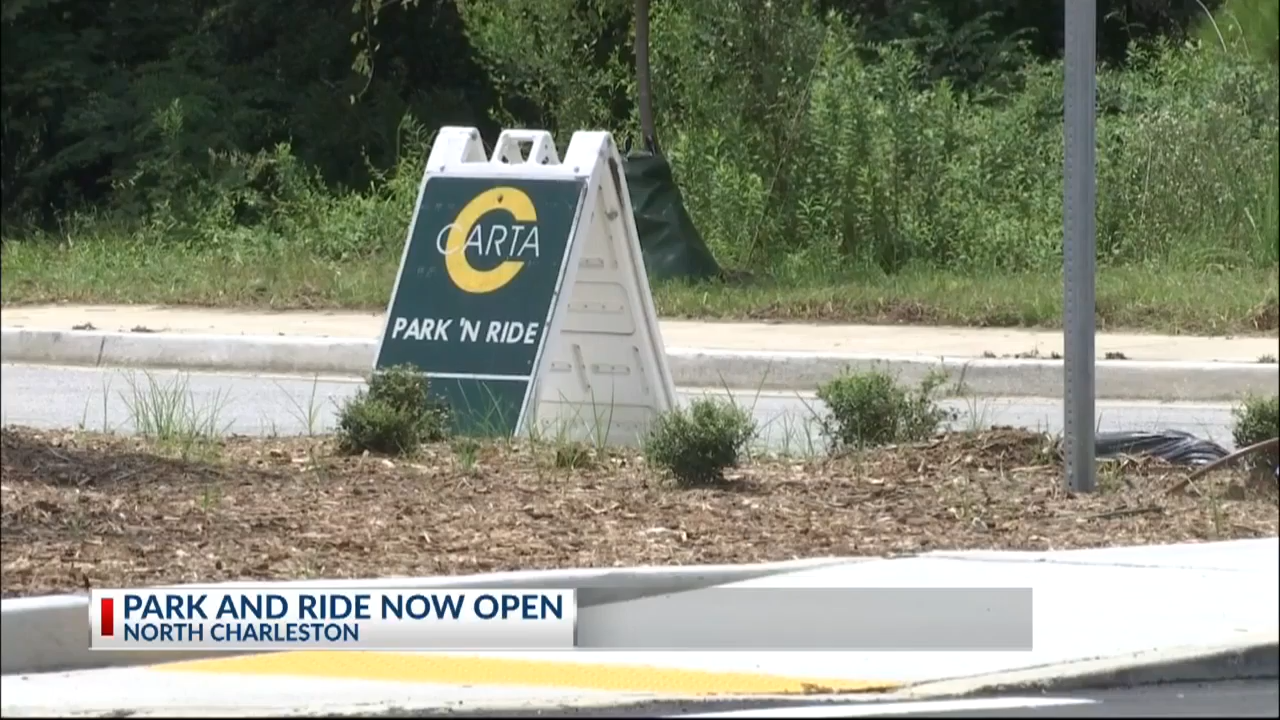 CARTA
PARK 'N RIDE
PARK AND RIDE NOW OPEN
NORTH CHARLESTON